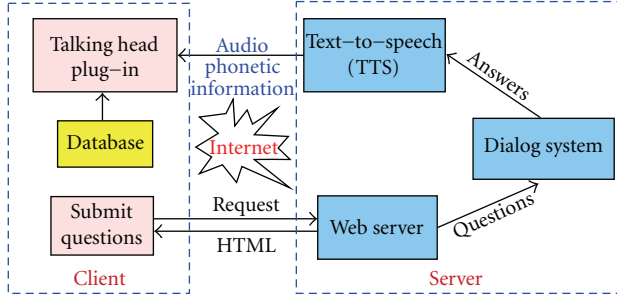 Talking head
plug-in
Audio
phonetic
information
Text-to-speech
(TTS)
Answers
Database
Internet
Dialog system
Submit
questions
Request
HTML
Web server
Questions
Client
Server